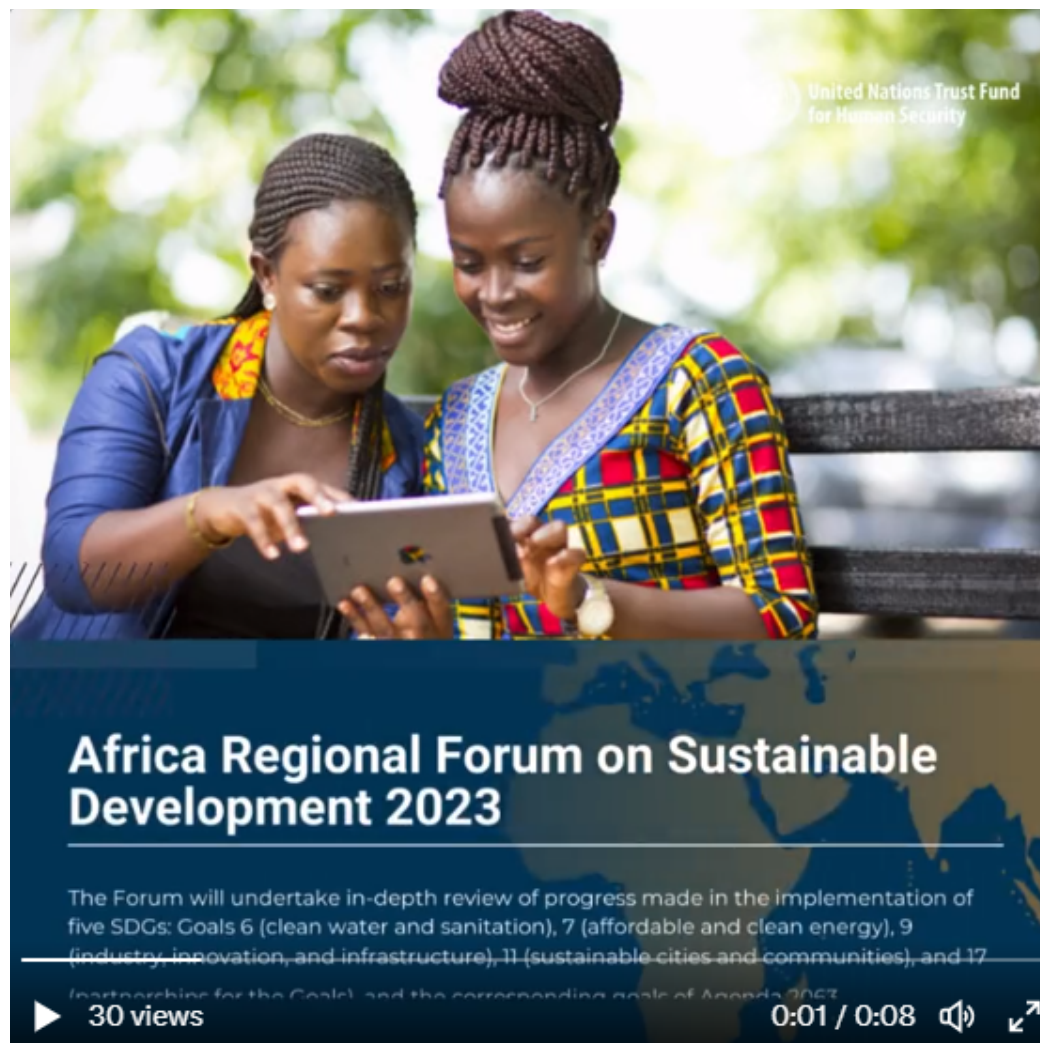 United Nations Trust Fund
for Human Security
Africa Regional Forum on Sustainable
Development 2023
The Forum will undertake in-depth review of progress made in the implementation of
five SDGs: Goals 6 (clean water and sanitation), 7 (affordable and clean energy), 9
(industry, innovation, and infrastructure), 11 (sustainable cities and communities), and 17
(partnerships for the Goals), and the corresponding goals of Agenda 2063
30 views
0:01 / 0:08